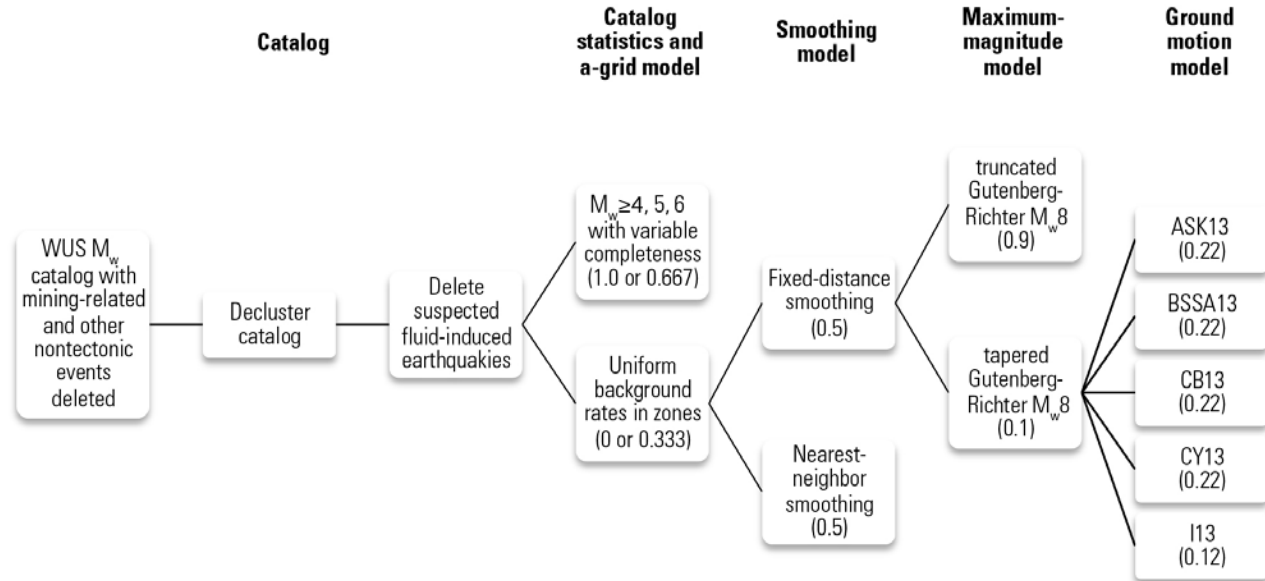 Catalog
Catalog
statistics and
a-grid model
Smoothing
model
Maximum-
magnitude
model
Ground
motion
model
WUS Mw
catalog with
mining-related
and other
nontectonic
events
deleted
Decluster
catalog
Delete
suspected
fluid-induced
earthquakies
Mw≥4, 5, 6
with variable
completeness
(1.0 or 0.667)
Uniform
background
rates in zones
(0 or 0.333)
Fixed-distance
smoothing
(0.5)
Nearest-
neighbor
smoothing
(0.5)
truncated
Gutenberg-
Richter Mw8
(0.9)
tapered
Gutenberg-
Richter Mw8
(0.1)
ASK13
(0.22)
BSSA13
(0.22)
CB13
(0.22)
CY13
(0.22)
I13
(0.12)